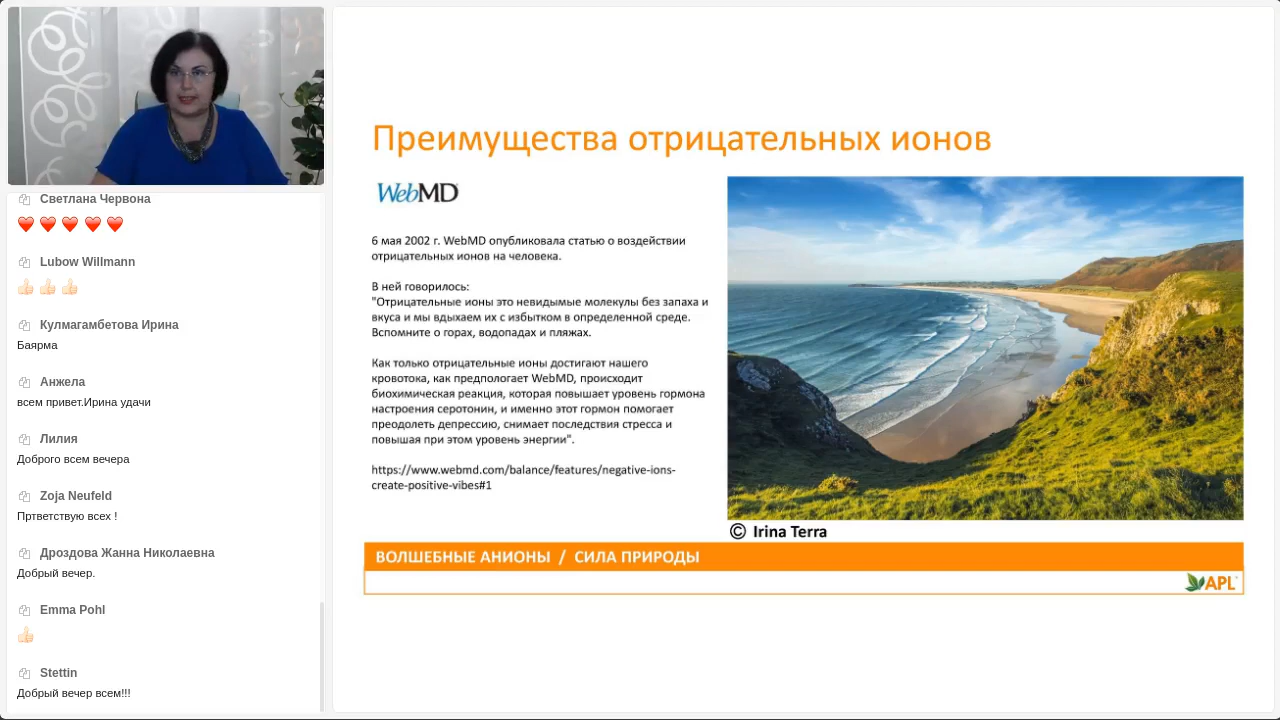 Светлана Червона
Lubow Willmann
Кулмагамбетова Ирина
Баярма
Анжела
всем привет.Ирина удачи
Лилия
Доброго всем вечера
Zoja Neufeld
Пртветствую всех !
Дроздова Жанна Николаевна
Добрый вечер.
Emma Pohl
Stettin
Добрый вечер всем!!!
Преимущества отрицательных ионов
WebMD
6 мая 2002 г. WebMD опубликовала статью о воздействии
отрицательных ионов на человека.
В ней говорилось:
"Отрицательные ионы это невидимые молекулы без запаха и
вкуса и мы вдыхаем их с избытком в определенной среде.
Вспомните о горах, водопадах и пляжах.
Как только отрицательные ионы достигают нашего
кровотока, как предпологает WebMD, происходит
биохимическая реакция, которая повышает уровень гормона
настроения серотонин, и именно этот гормон помогает
преодолеть депрессию, снимает последствия стресса и
повышая при этом уровень энергии".
https://www.webmd.com/balance/features/negative-ions-
create-positive-vibes#1
© Irina Terra
ВОЛШЕБНЫЕ АНИОНЫ / СИЛА ПРИРОДЫ
APL